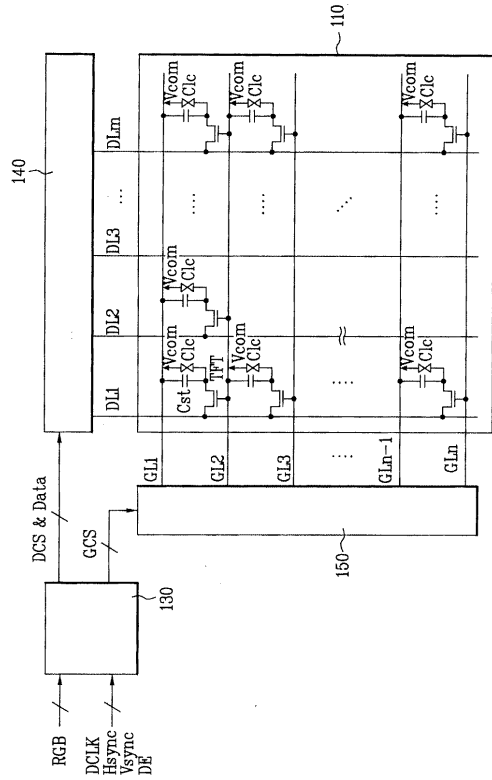 140
DL1 DL2 DL3 ... DLm
110
DCS & Data
GCS
130
150
RGB
DCLK
Hsync
Vsync
DE
GL1
GL2
GL3
GLn-1
GLn
Vcom
Clc
Cst
TFT
Vcom
Clc
Vcom
Clc
Vcom
Clc
Vcom
Clc
Vcom
Clc
Vcom
Clc